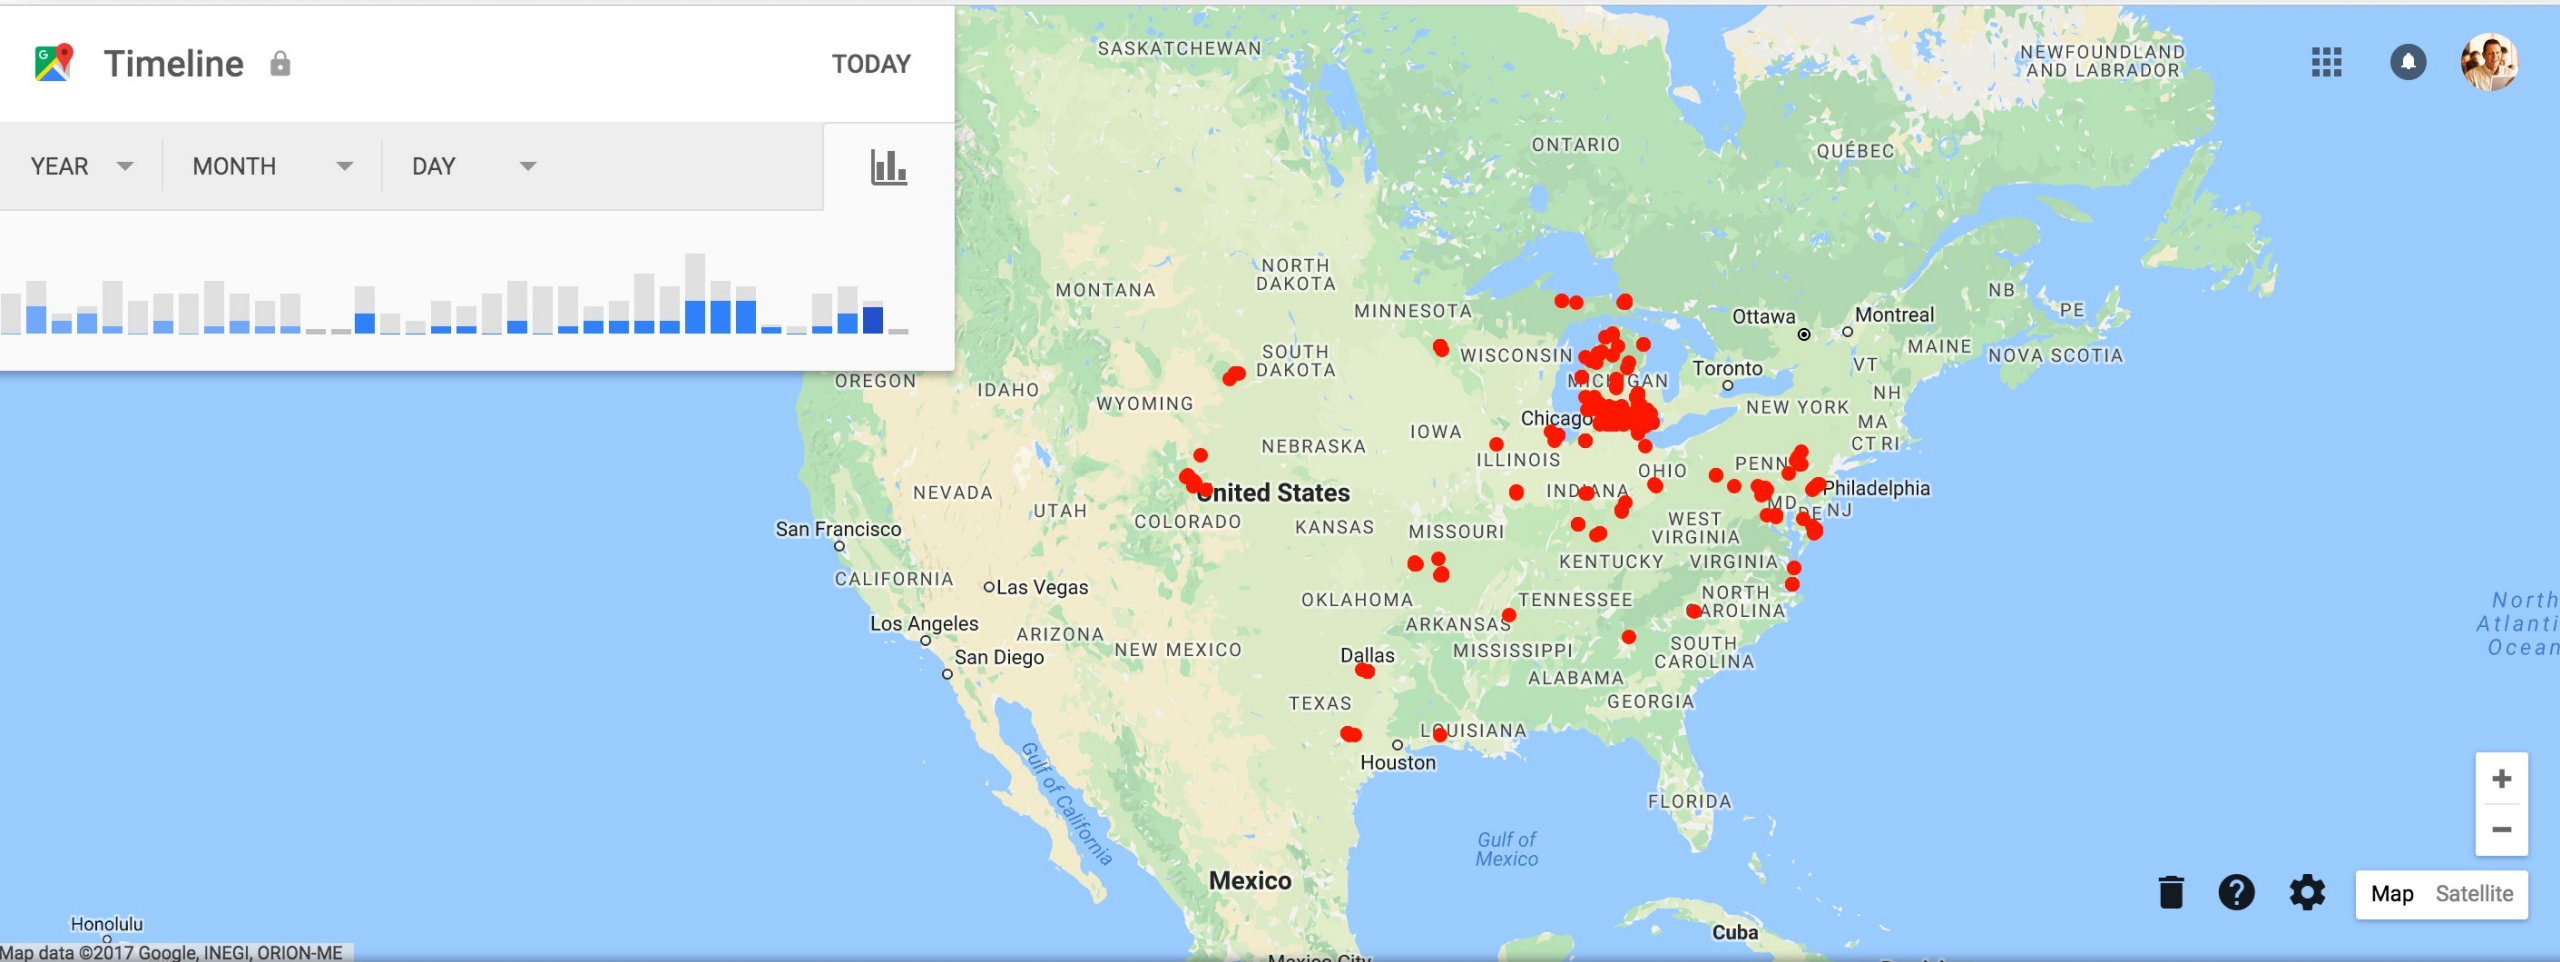 Timeline
TODAY
YEAR
MONTH
DAY
SASKATCHEWAN
NEWFOUNDLAND
AND LABRADOR
ONTARIO
QUÉBEC
NORTH
DAKOTA
MONTANA
MINNESOTA
NB
PE
Ottawa
Montreal
MAINE
NOVA SCOTIA
SOUTH
DAKOTA
WISCONSIN
VT
Toronto
OREGON
IDAHO
MICHIGAN
NH
WYOMING
NEW YORK
MA
Chicago
IOWA
CT RI
NEBRASKA
ILLINOIS
OHIO
PENN
NEVADA
United States
INDIANA
Philadelphia
MD
DE
NJ
UTAH
COLORADO
KANSAS
MISSOURI
WEST
VIRGINIA
San Francisco
KENTUCKY
VIRGINIA
CALIFORNIA
Las Vegas
OKLAHOMA
TENNESSEE
NORTH
CAROLINA
Los Angeles
ARIZONA
NEW MEXICO
ARKANSAS
San Diego
Dallas
MISSISSIPPI
SOUTH
CAROLINA
ALABAMA
TEXAS
GEORGIA
LOUISIANA
Houston
North
Atlanti
Ocean
Gulf of California
FLORIDA
Gulf of
Mexico
Mexico
Cuba
Honolulu
Mexico City
Map
Satellite
Map data ©2017 Google, INEGI, ORION-ME